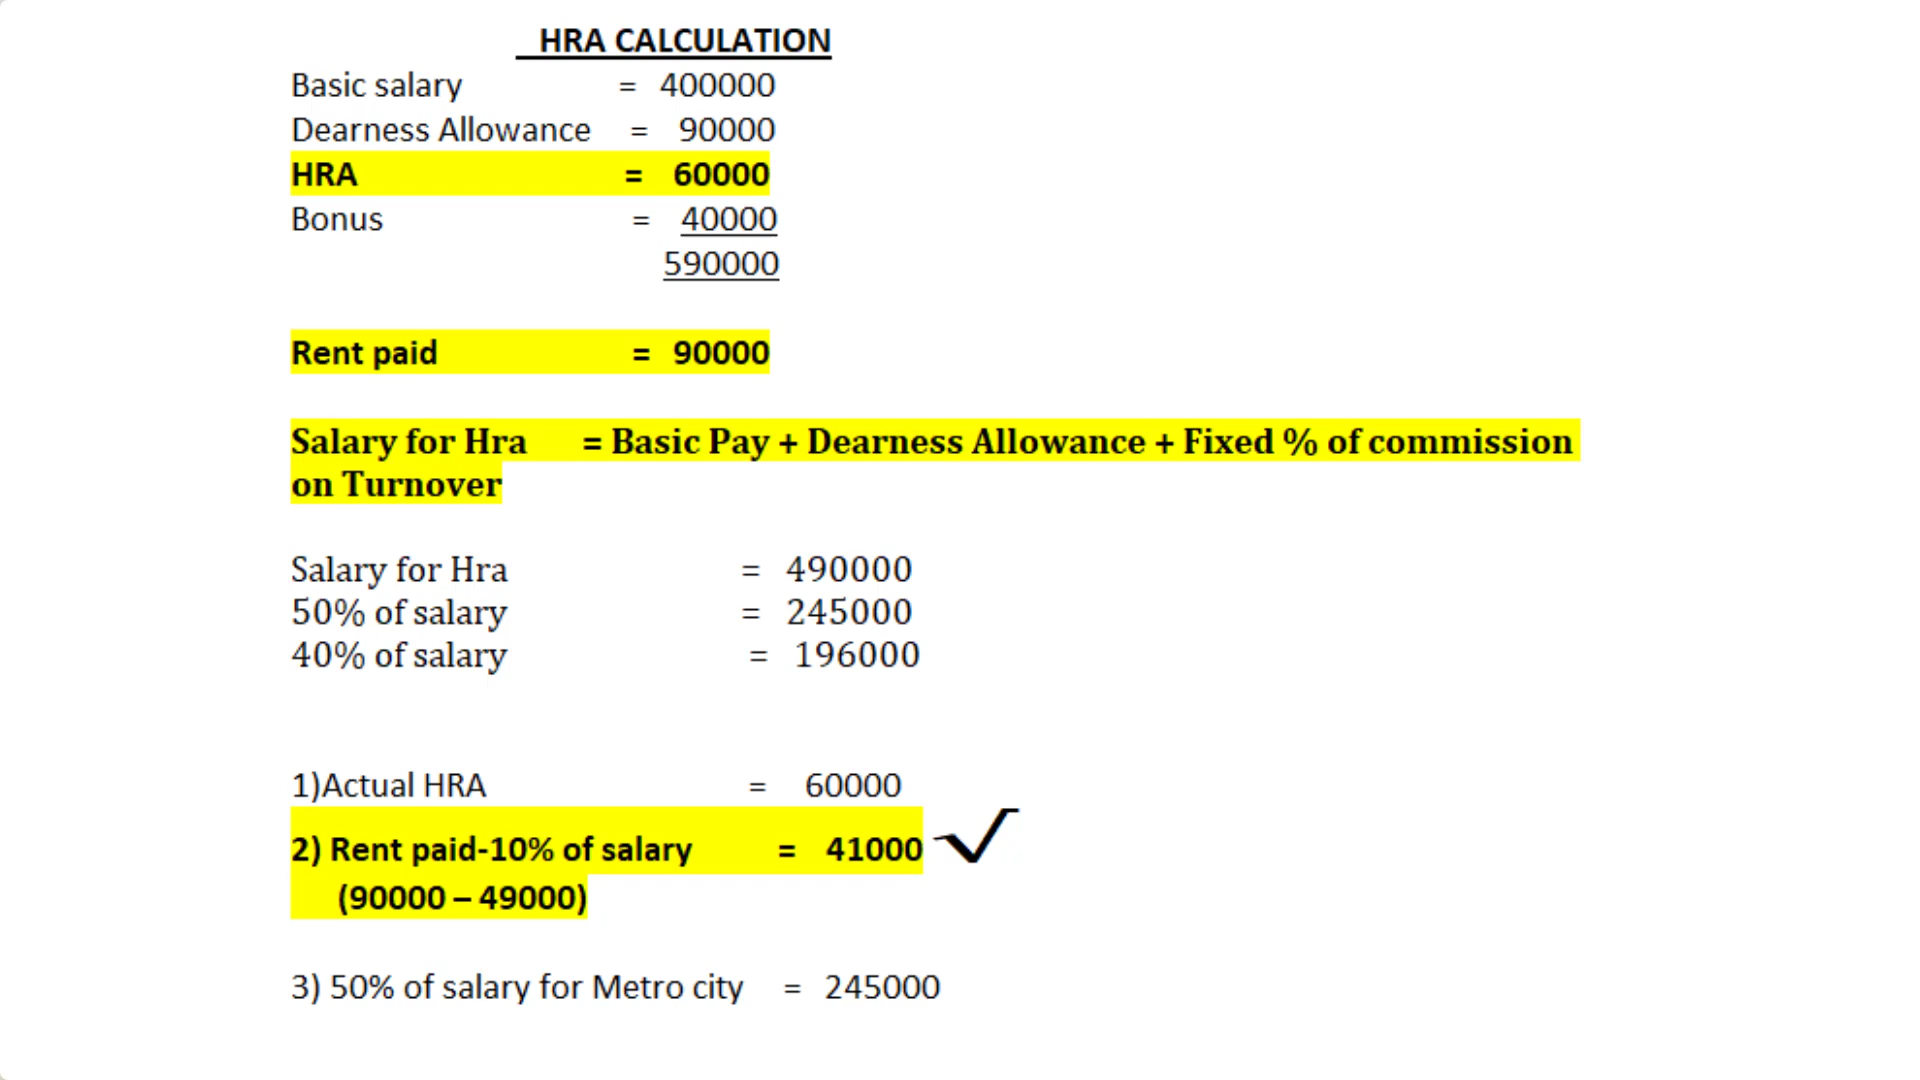 HRA CALCULATION
Basic salary = 400000
Dearness Allowance = 90000
HRA = 60000
Bonus = 40000
590000
Rent paid = 90000
Salary for Hra = Basic Pay + Dearness Allowance + Fixed % of commission
on Turnover
Salary for Hra = 490000
50% of salary = 245000
40% of salary = 196000
1)Actual HRA = 60000
2) Rent paid-10% of salary = 41000
(90000 – 49000)
3) 50% of salary for Metro city = 245000